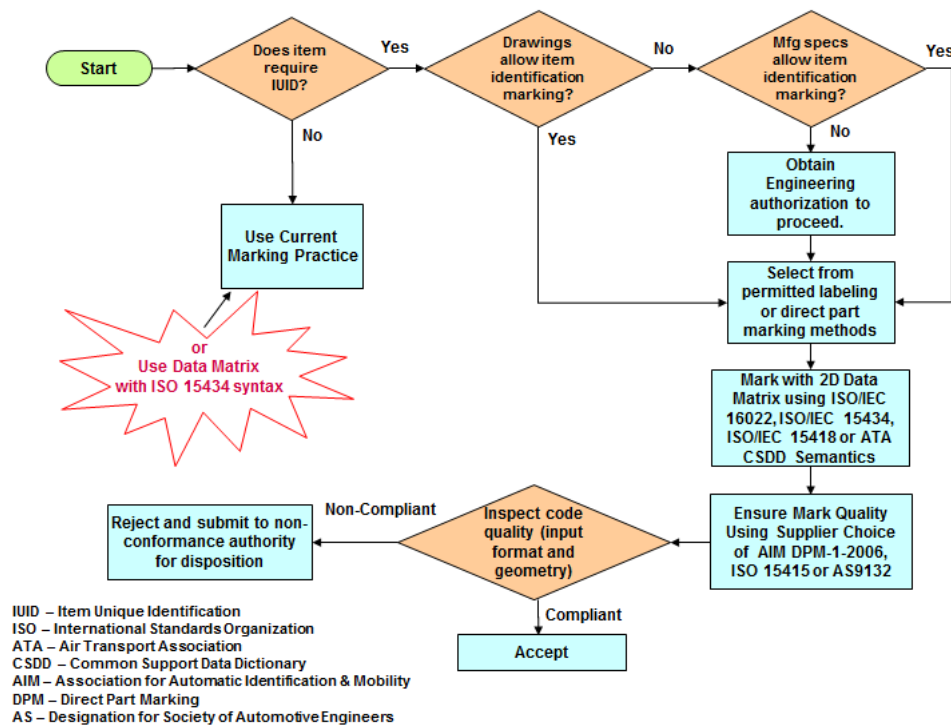 Start
Does item
require
IUID?
Yes
Drawings
allow item
identification
marking?
No
Mfg specs
allow item
identification
marking?
Yes
No
Yes
No
Obtain
Engineering
authorization to
proceed.
Use Current
Marking Practice
Select from
permitted labeling
or direct part
marking methods
or
Use Data Matrix
with ISO 15434 syntax
Mark with 2D Data
Matrix using ISO/IEC
16022, ISO/IEC 15434,
ISO/IEC 15418 or ATA
CSDD Semantics
Ensure Mark Quality
Using Supplier Choice
of AIM DPM-1-2006,
ISO 15415 or AS9132
Inspect code
quality (input
format and
geometry)
Non-Compliant
Reject and submit to non-
conformance authority
for disposition
Compliant
Accept
IUID – Item Unique Identification
ISO – International Standards Organization
ATA – Air Transport Association
CSDD – Common Support Data Dictionary
AIM – Association for Automatic Identification & Mobility
DPM – Direct Part Marking
AS – Designation for Society of Automotive Engineers